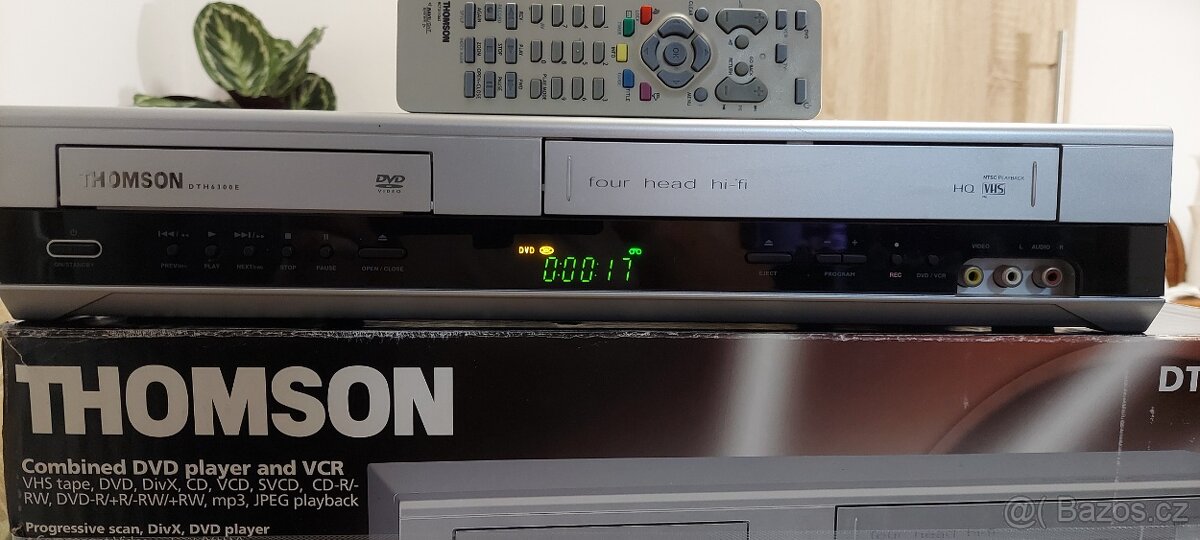 THOMSON
THOMSON DTH6300E
DVD
VIDEO
four head hi-fi
HQ VHS
NTSC PLAYBACK
ON/STANDBY
PREV
PLAY
NEXT
STOP
PAUSE
OPEN / CLOSE
DVD
0:00:17
EJECT
PROGRAM
REC
DVD / VCR
VIDEO L AUDIO R
THOMSON
DT
Combined DVD player and VCR
VHS tape, DVD, DivX, CD, VCD, SVCD, CD-R/-
RW, DVD-R/+R/-RW/+RW, mp3, JPEG playback
Progressive scan, DivX, DVD player
four head hi-fi
@( Bazos.cz